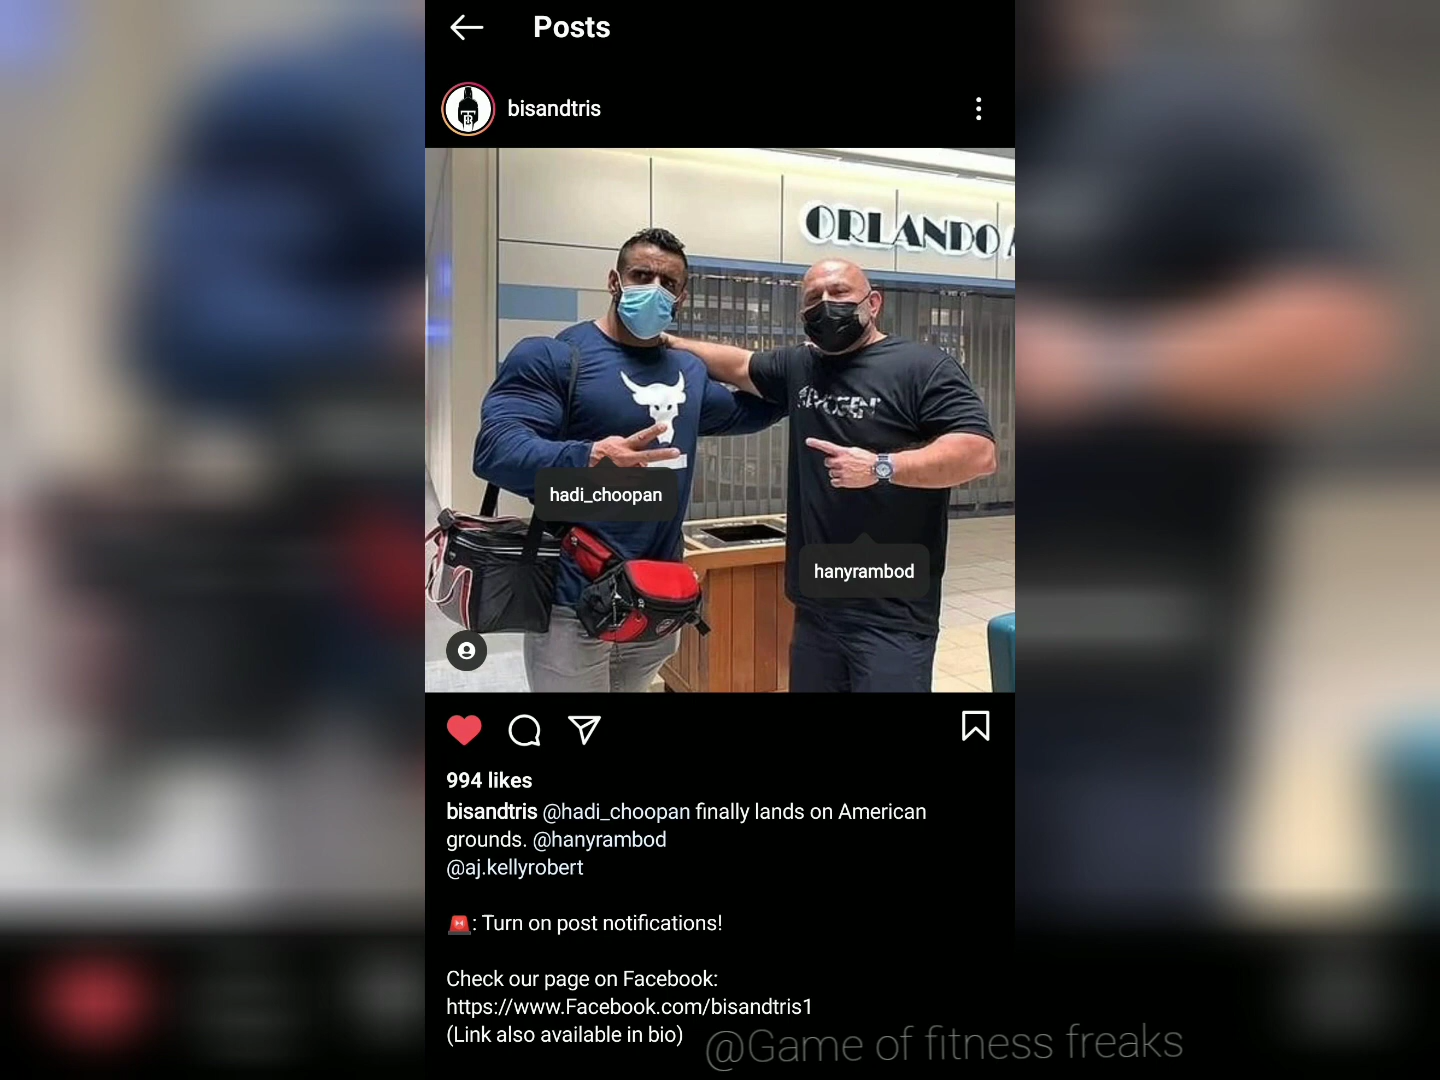 Posts
bisandtris
ORLANDO
hadi_choopan
hanyrambod
994 likes
bisandtris @hadi_choopan finally lands on American
grounds. @hanyrambod
@aj.kellyrobert
🚨: Turn on post notifications!
Check our page on Facebook:
https://www.Facebook.com/bisandtris1
(Link also available in bio)
@Game of fitness freaks